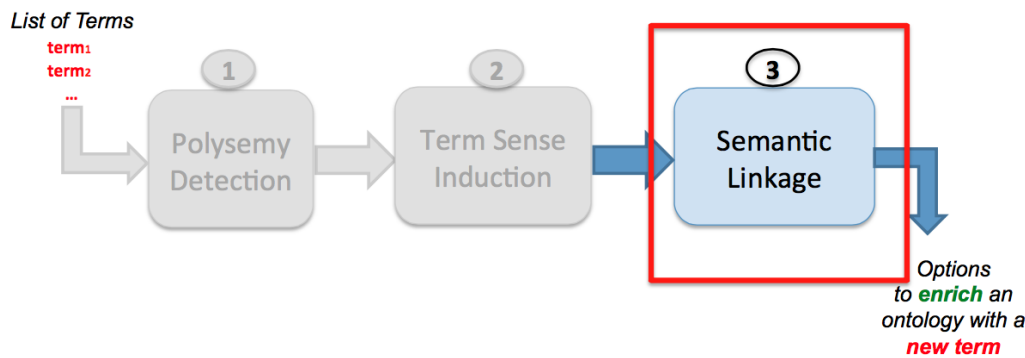 List of Terms
term1
term2
...
1
Polysemy
Detection
2
Term Sense
Induction
3
Semantic
Linkage
Options
to enrich an
ontology with a
new term